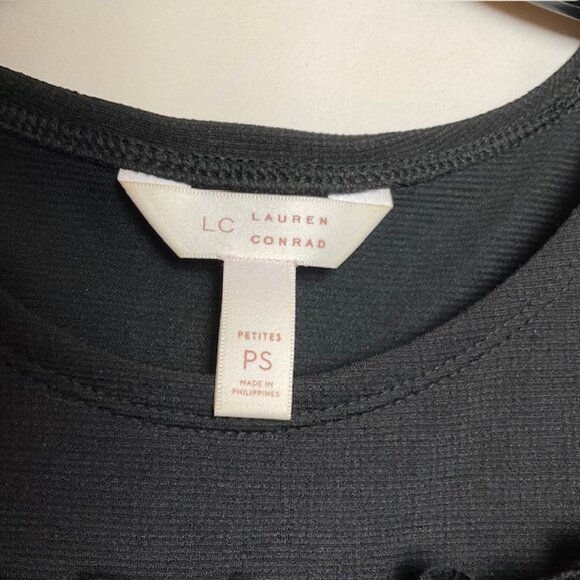 LC LAUREN
CONRAD
PETITES
PS
MADE IN
PHILIPPINES